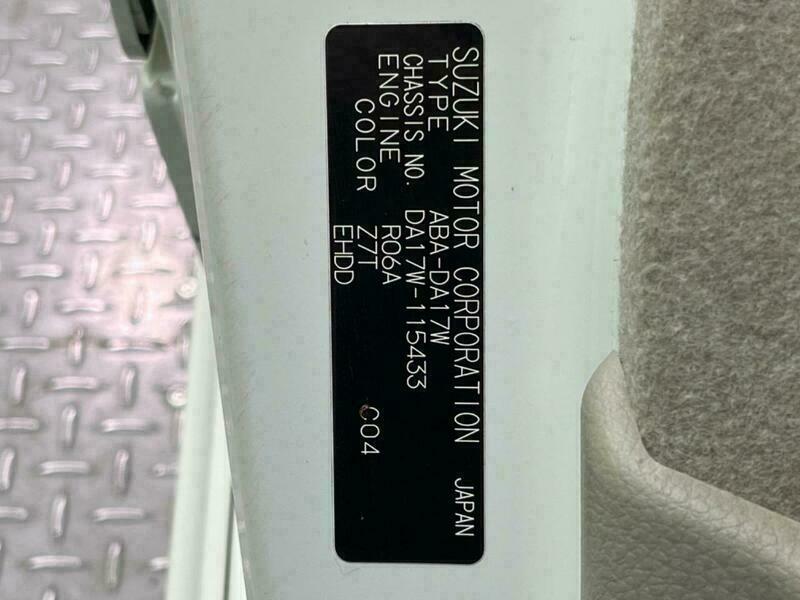 SUZUKI MOTOR CORPORATION JAPAN
TYPE ABA-DA17W
CHASSIS NO. DA17W-115433
ENGINE R06A
COLOR Z7T C04
EHDD